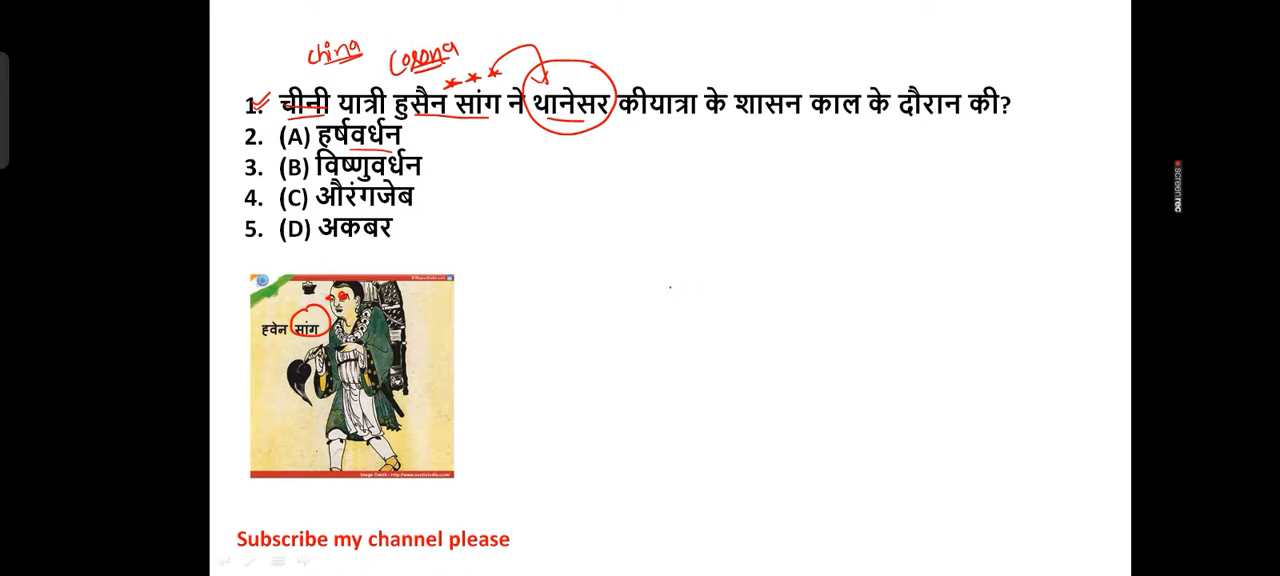 china Corona
1. चीनी यात्री हुसैन सांग ने थानेसर कीयात्रा के शासन काल के दौरान की?
2. (A) हर्षवर्धन
3. (B) विष्णुवर्धन
4. (C) औरंगजेब
5. (D) अकबर
ह्वेन सांग
Subscribe my channel please
screenrec